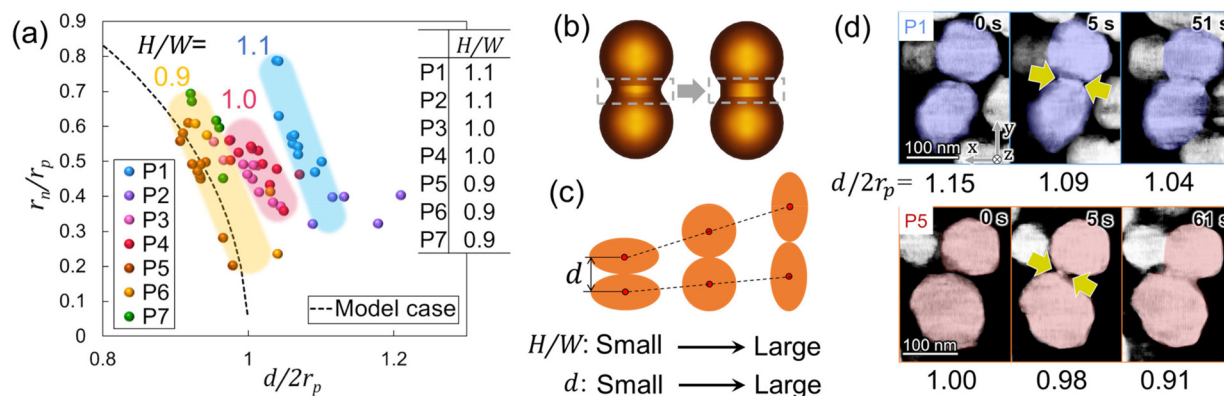 (a)
H/W=
1.1
1.0
0.9
r_n/r_p
0.9
0.8
0.7
0.6
0.5
0.4
0.3
0.2
0.1
0
0.8
1
1.2
d/2r_p
P1
P2
P3
P4
P5
P6
P7
H/W
P1 1.1
P2 1.1
P3 1.0
P4 1.0
P5 0.9
P6 0.9
P7 0.9
Model case
(b)
(c)
d
H/W: Small Large
d: Small Large
(d)
P1 0 s 5 s 51 s
y
x
z
100 nm
d/2r_p= 1.15 1.09 1.04
P5 0 s 5 s 61 s
100 nm
1.00 0.98 0.91